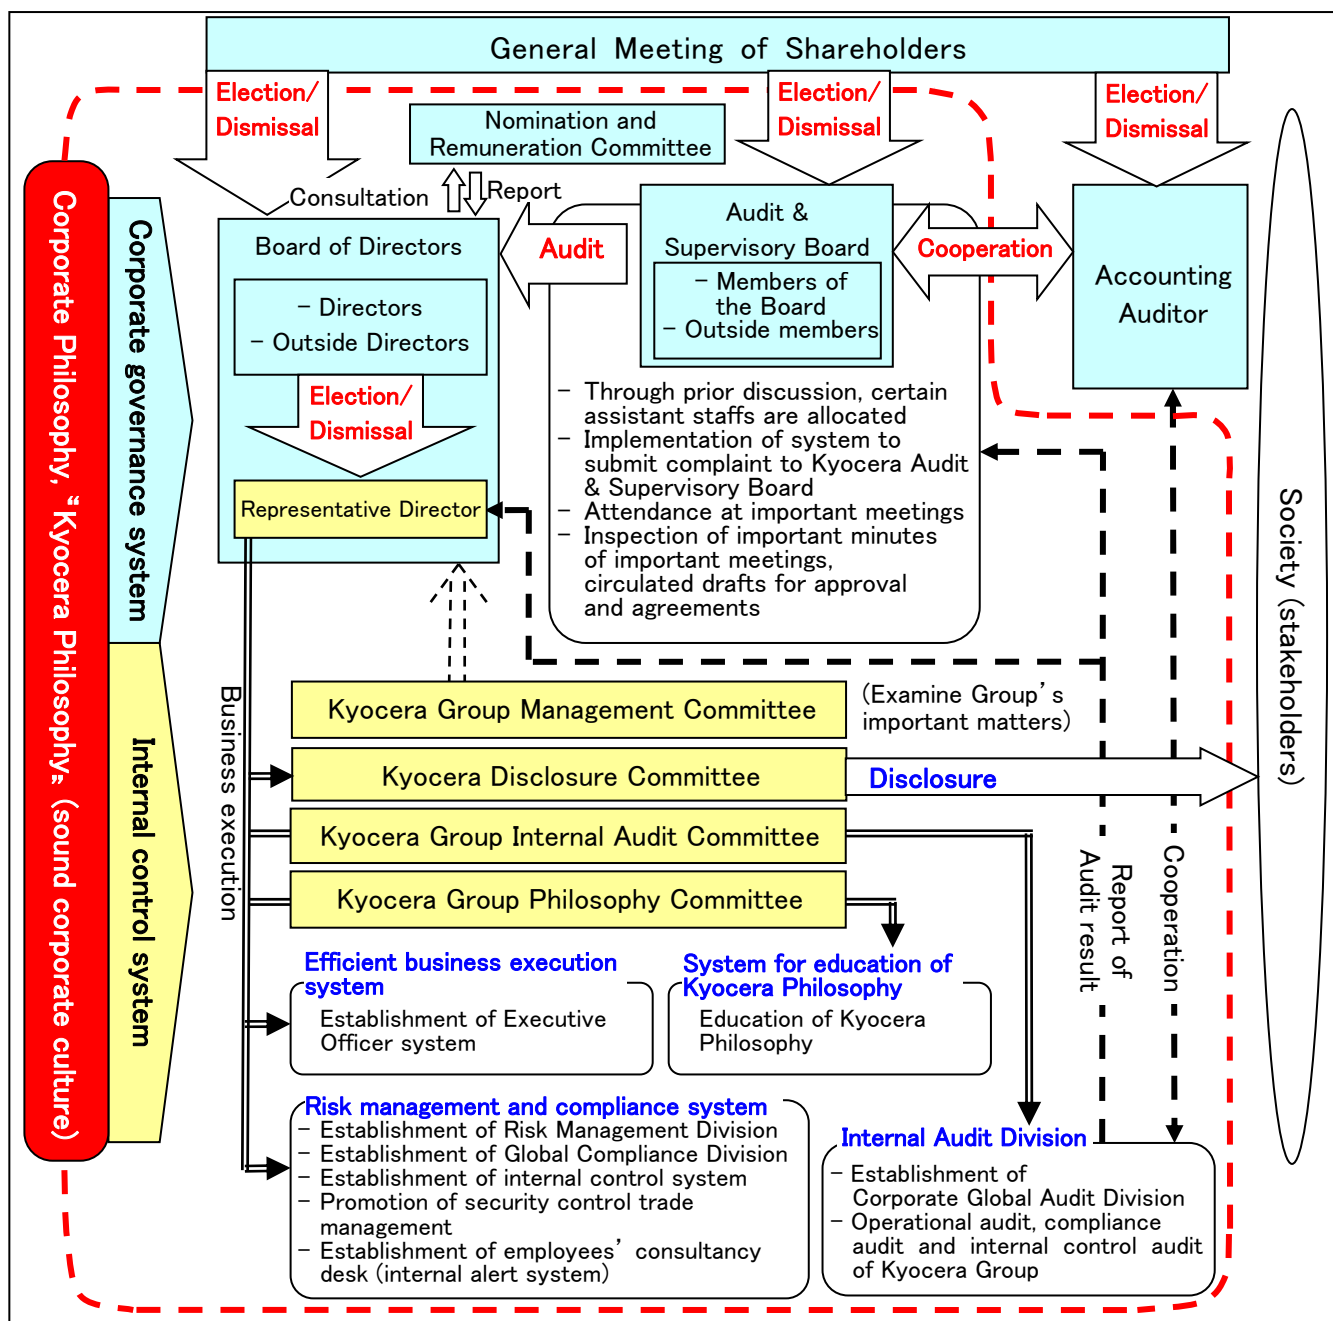 General Meeting of Shareholders
Election/
Dismissal
Election/
Dismissal
Election/
Dismissal
Nomination and
Remuneration Committee
Consultation
Report
Corporate Philosophy, “Kyocera Philosophy” (sound corporate culture)
Corporate governance system
Internal control system
Board of Directors
- Directors
- Outside Directors
Election/
Dismissal
Representative Director
Audit
Audit &
Supervisory Board
- Members of
the Board
- Outside members
Cooperation
Accounting
Auditor
- Through prior discussion, certain
assistant staffs are allocated
- Implementation of system to
submit complaint to Kyocera Audit
& Supervisory Board
- Attendance at important meetings
- Inspection of important minutes
of important meetings,
circulated drafts for approval
and agreements
Society (stakeholders)
Business execution
Kyocera Group Management Committee
(Examine Group’s
important matters)
Kyocera Disclosure Committee
Disclosure
Kyocera Group Internal Audit Committee
Kyocera Group Philosophy Committee
Report of
Audit result
Cooperation
Efficient business execution
system
Establishment of Executive
Officer system
System for education of
Kyocera Philosophy
Education of Kyocera
Philosophy
Risk management and compliance system
- Establishment of Risk Management Division
- Establishment of Global Compliance Division
- Establishment of internal control system
- Promotion of security control trade
management
- Establishment of employees’ consultancy
desk (internal alert system)
Internal Audit Division
- Establishment of
Corporate Global Audit Division
- Operational audit, compliance
audit and internal control audit
of Kyocera Group